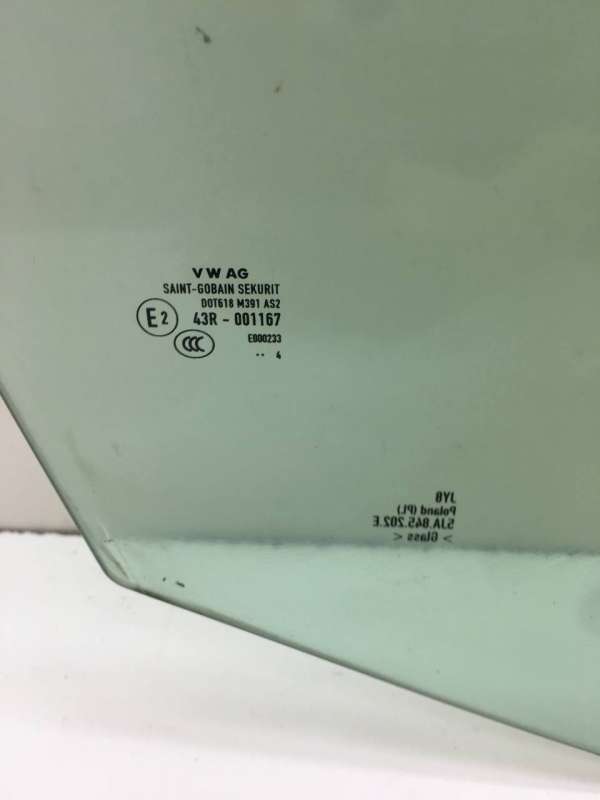 VW AG
SAINT-GOBAIN SEKURIT
DOT618 M391 AS2
E2 43R - 001167
CCC E000233
·· 4
JY8
Poland (PL)
5JA.845.202.E
> Glass <